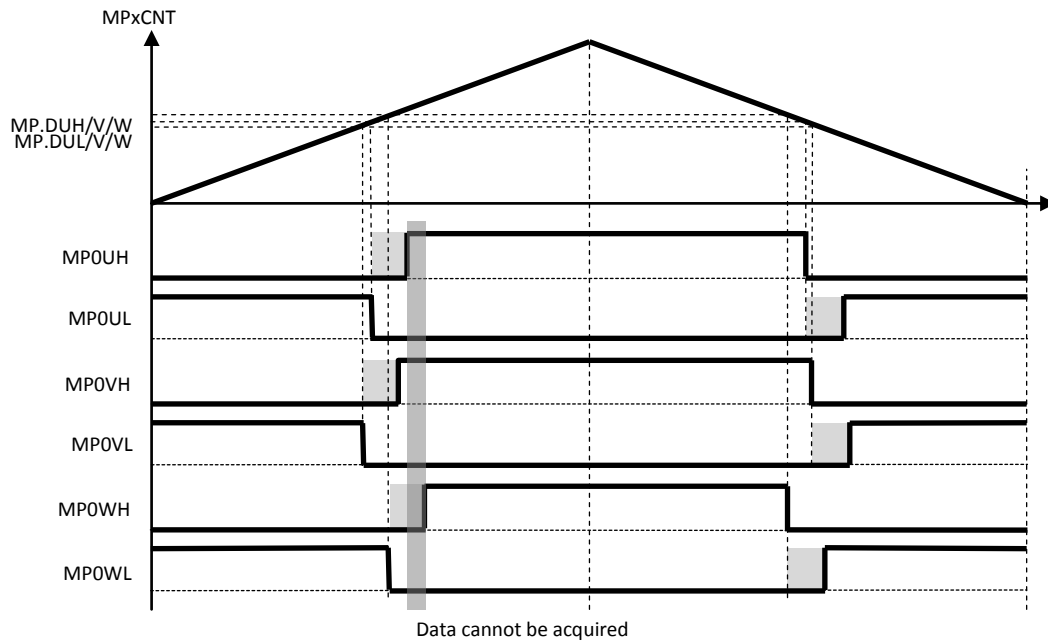 MPxCNT
MP.DUH/V/W
MP.DUL/V/W
MP0UH
MP0UL
MP0VH
MP0VL
MP0WH
MP0WL
Data cannot be acquired